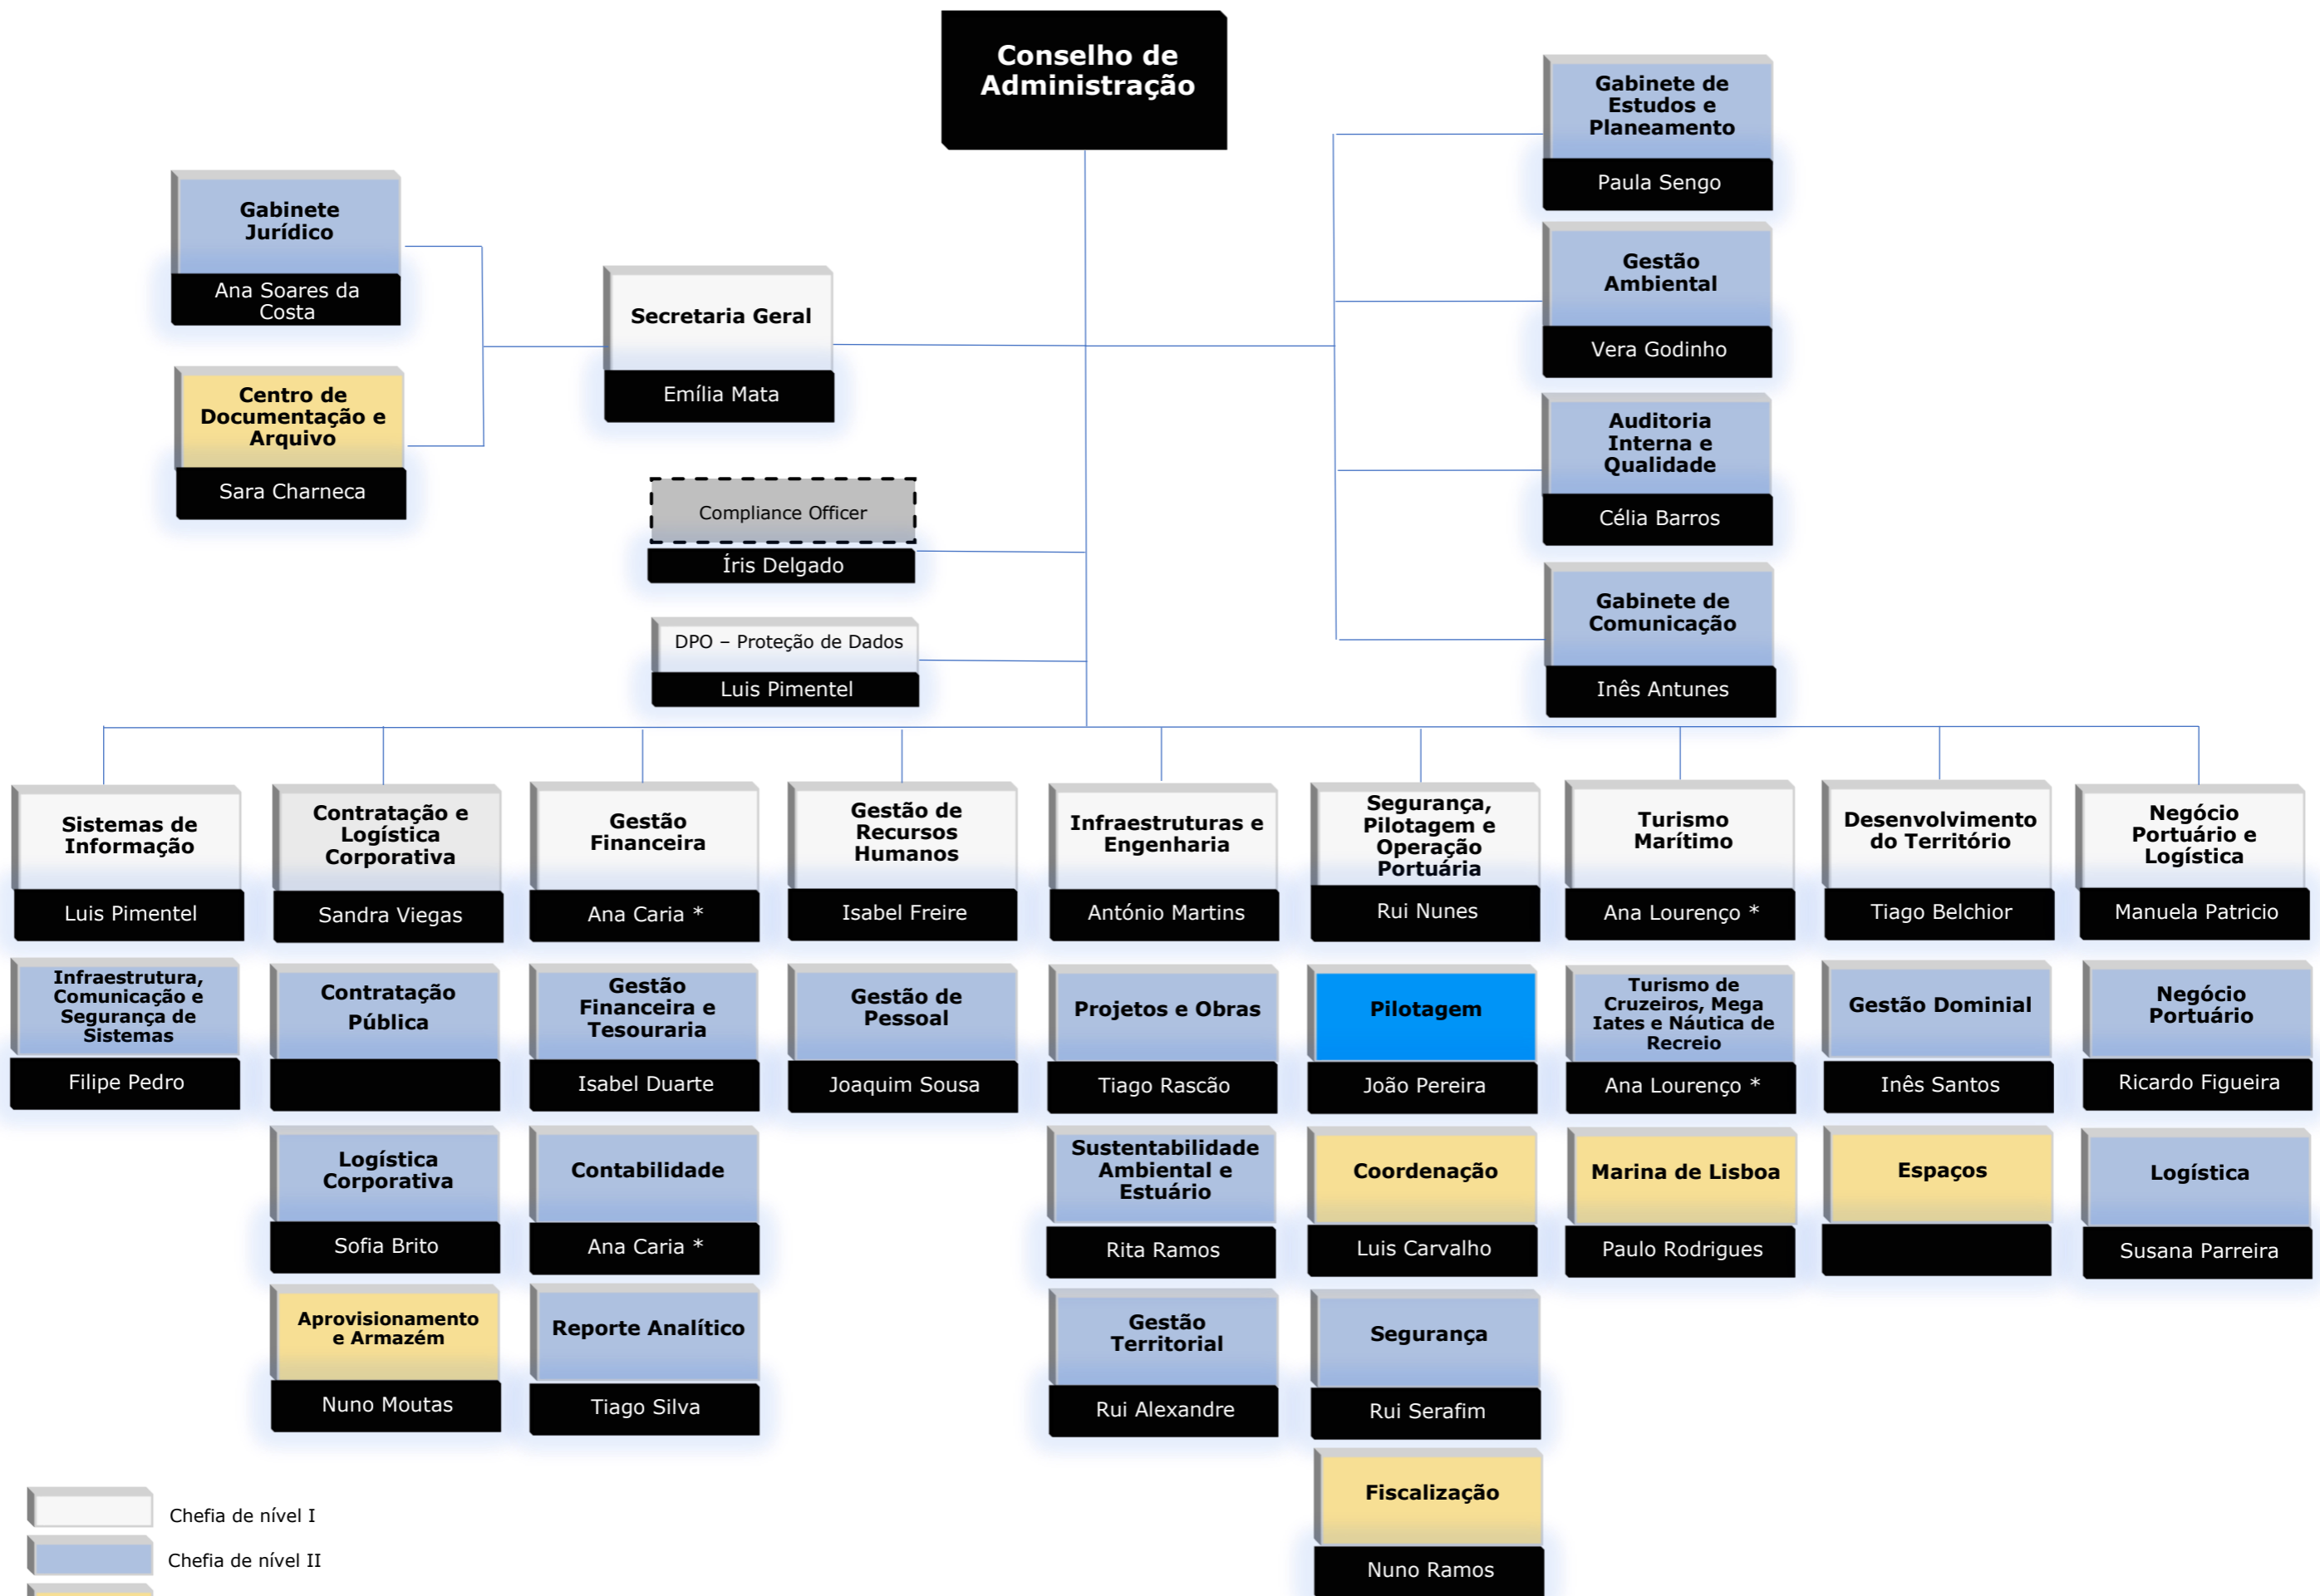 Conselho de
Administração
Gabinete de
Estudos e
Planeamento
Paula Sengo
Gabinete
Jurídico
Ana Soares da
Costa
Gestão
Ambiental
Vera Godinho
Secretaria Geral
Emília Mata
Centro de
Documentação e
Arquivo
Sara Charneca
Auditoria
Interna e
Qualidade
Célia Barros
Compliance Officer
Íris Delgado
Gabinete de
Comunicação
Inês Antunes
DPO – Proteção de Dados
Luis Pimentel
Sistemas de
Informação
Luis Pimentel
Contratação e
Logística
Corporativa
Sandra Viegas
Gestão
Financeira
Ana Caria *
Gestão de
Recursos
Humanos
Isabel Freire
Infraestruturas e
Engenharia
António Martins
Segurança,
Pilotagem e
Operação
Portuária
Rui Nunes
Turismo
Marítimo
Ana Lourenço *
Desenvolvimento
do Território
Tiago Belchior
Negócio
Portuário e
Logística
Manuela Patricio
Infraestrutura,
Comunicação e
Segurança de
Sistemas
Filipe Pedro
Contratação
Pública
Gestão
Financeira e
Tesouraria
Isabel Duarte
Gestão de
Pessoal
Joaquim Sousa
Projetos e Obras
Tiago Rascão
Pilotagem
João Pereira
Turismo de
Cruzeiros, Mega
Iates e Náutica de
Recreio
Ana Lourenço *
Gestão Dominial
Inês Santos
Negócio
Portuário
Ricardo Figueira
Logística
Corporativa
Sofia Brito
Contabilidade
Ana Caria *
Sustentabilidade
Ambiental e
Estuário
Rita Ramos
Coordenação
Luis Carvalho
Marina de Lisboa
Paulo Rodrigues
Espaços
Logística
Susana Parreira
Aprovisionamento
e Armazém
Nuno Moutas
Reporte Analítico
Tiago Silva
Gestão
Territorial
Rui Alexandre
Segurança
Rui Serafim
Fiscalização
Nuno Ramos
Chefia de nível I
Chefia de nível II